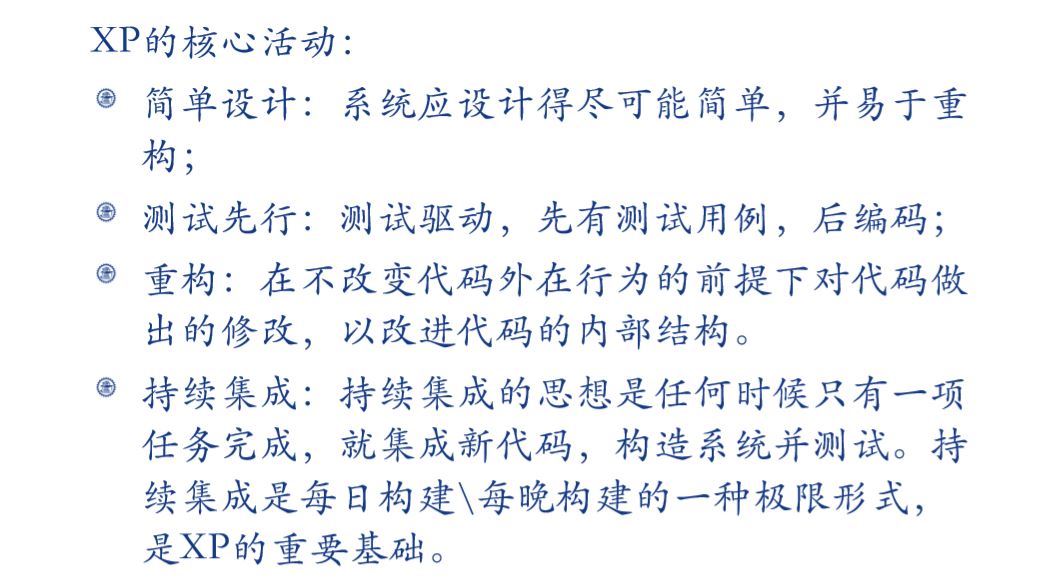 XP的核心活动：
简单设计：系统应设计得尽可能简单，并易于重
构；
测试先行：测试驱动，先有测试用例，后编码；
重构：在不改变代码外在行为的前提下对代码做
出的修改，以改进代码的内部结构。
持续集成：持续集成的思想是任何时候只有一项
任务完成，就集成新代码，构造系统并测试。持
续集成是每日构建\每晚构建的一种极限形式，
是XP的重要基础。